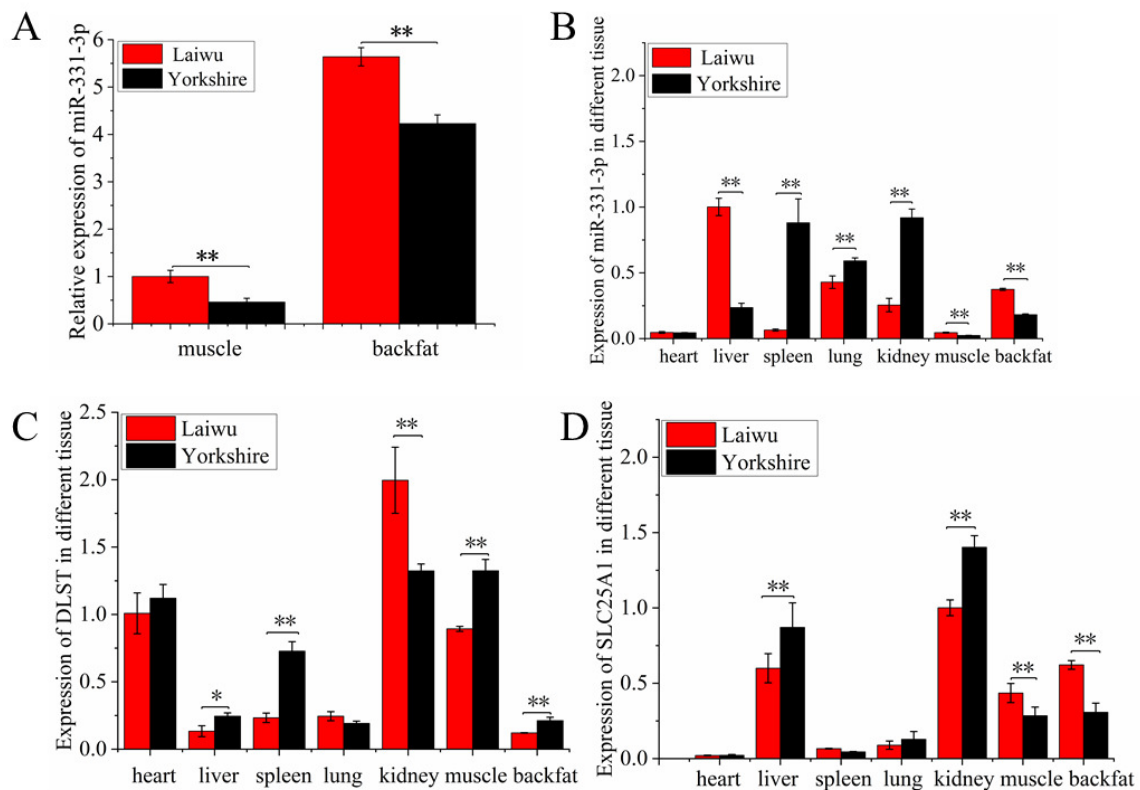 A
Relative expression of miR-331-3p
6
5
4
3
2
1
0
Laiwu
Yorkshire
**
**
muscle backfat
B
Expression of miR-331-3p in different tissue
2.0
1.5
1.0
0.5
0.0
Laiwu
Yorkshire
**
**
**
**
**
**
heart liver spleen lung kidney muscle backfat
C
Expression of DLST in different tissue
2.5
2.0
1.5
1.0
0.5
0.0
Laiwu
Yorkshire
*
**
**
**
**
heart liver spleen lung kidney muscle backfat
D
Expression of SLC25A1 in different tissue
2.0
1.5
1.0
0.5
0.0
Laiwu
Yorkshire
**
**
**
**
heart liver spleen lung kidney muscle backfat